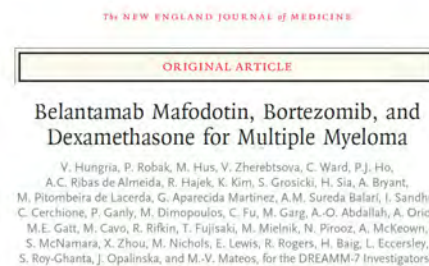 The NEW ENGLAND JOURNAL of MEDICINE
ORIGINAL ARTICLE
Belantamab Mafodotin, Bortezomib, and
Dexamethasone for Multiple Myeloma
V. Hungria, P. Robak, M. Hus, V. Zherebtsova, C. Ward, P.J. Ho,
A.C. Ribas de Almeida, R. Hajek, K. Kim, S. Grosicki, H. Sia, A. Bryant,
M. Pitombeira de Lacerda, G. Aparecida Martinez, A.M. Sureda Balarí, I. Sandhu
C. Cerchione, P. Ganly, M. Dimopoulos, C. Fu, M. Garg, A.-O. Abdallah, A. Oriol
M.E. Gatt, M. Cavo, R. Rifkin, T. Fujisaki, M. Mielnik, N. Pirooz, A. McKeown,
S. McNamara, X. Zhou, M. Nichols, E. Lewis, R. Rogers, H. Baig, L. Eccersley,
S. Roy-Ghanta, J. Opalinska, and M.-V. Mateos, for the DREAMM-7 Investigators